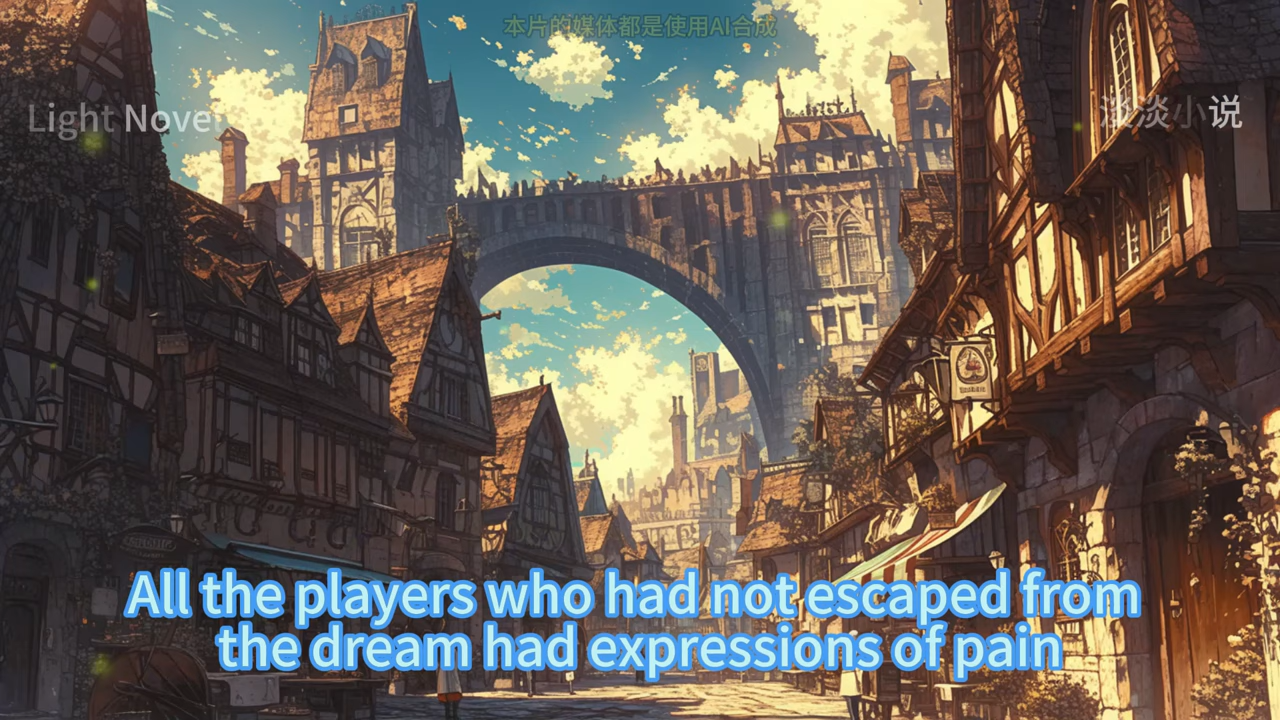 本片的媒体都是使用AI合成
Light Nove
淡淡小说
All the players who had not escaped from
the dream had expressions of pain